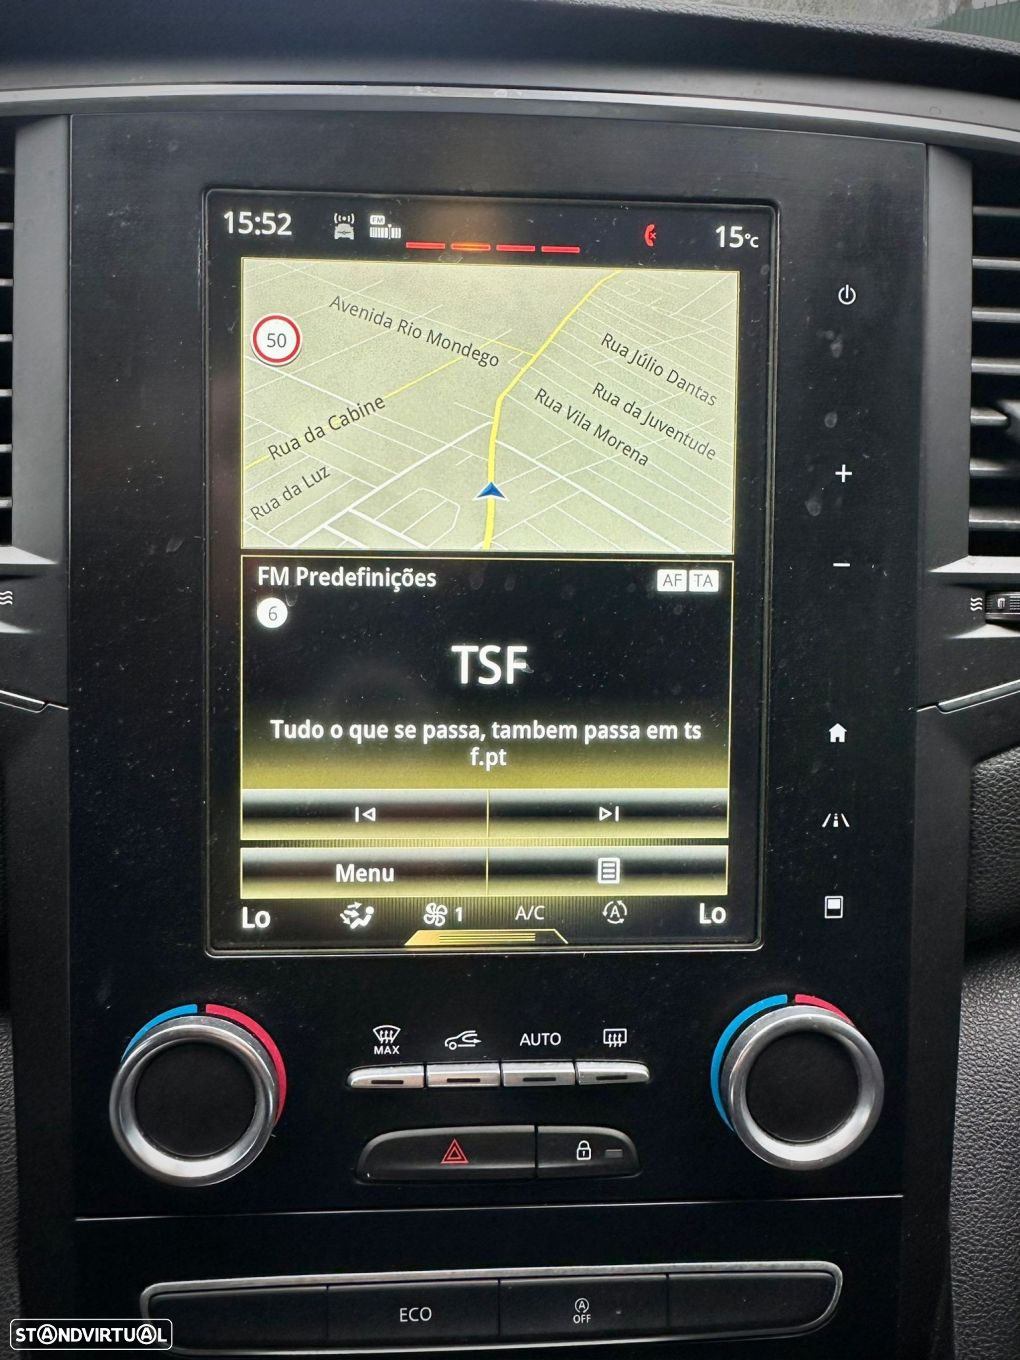 15:52
FM
15°C
50
Avenida Rio Mondego
Rua Júlio Dantas
Rua da Juventude
Rua Vila Morena
Rua da Cabine
Rua da Luz
FM Predefinições
AF TA
6
TSF
Tudo o que se passa, tambem passa em ts
f.pt
Menu
Lo
1
A/C
A
Lo
MAX
AUTO
ECO
A
OFF
STANDVIRTUAL